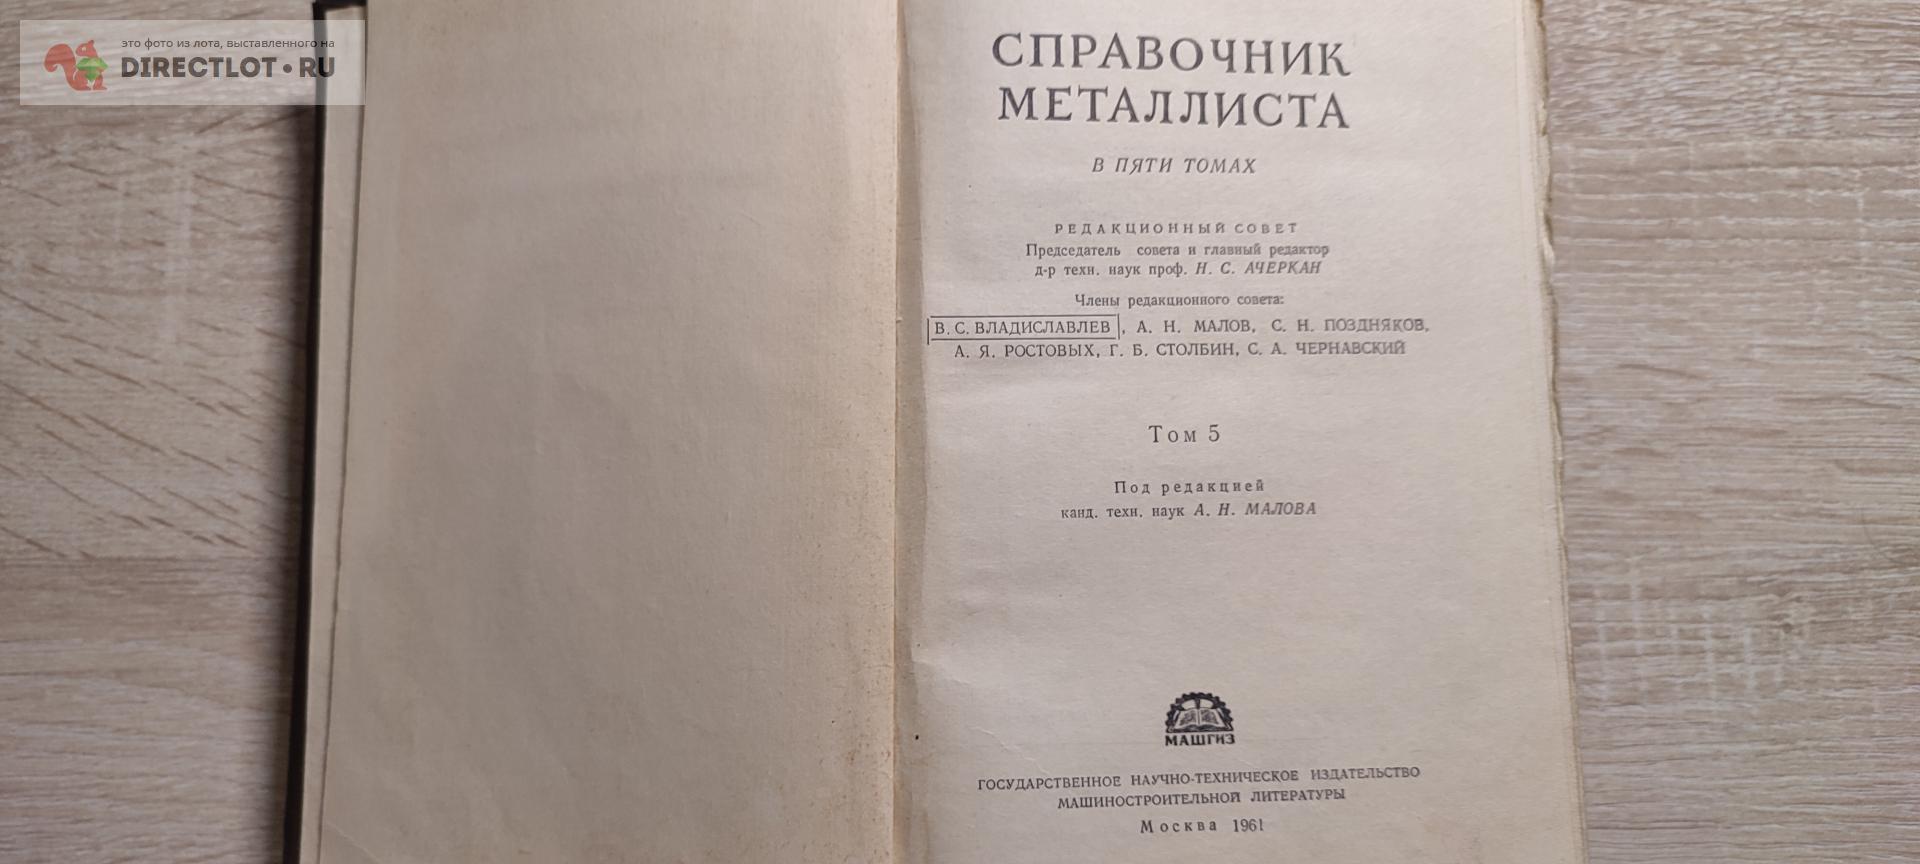 это фото из лота, выставленного на
DIRECTLOT•RU
СПРАВОЧНИК
МЕТАЛЛИСТА
В ПЯТИ ТОМАХ
РЕДАКЦИОННЫЙ СОВЕТ
Председатель совета и главный редактор
д-р техн. наук проф. Н. С. АЧЕРКАН
Члены редакционного совета:
В. С. ВЛАДИСЛАВЛЕВ, А. Н. МАЛОВ, С. Н. ПОЗДНЯКОВ,
А. Я. РОСТОВЫХ, Г. Б. СТОЛБИН, С. А. ЧЕРНАВСКИЙ
Том 5
Под редакцией
канд. техн. наук А. Н. МАЛОВА
МАШГИЗ
ГОСУДАРСТВЕННОЕ НАУЧНО-ТЕХНИЧЕСКОЕ ИЗДАТЕЛЬСТВО
МАШИНОСТРОИТЕЛЬНОЙ ЛИТЕРАТУРЫ
Москва 1961